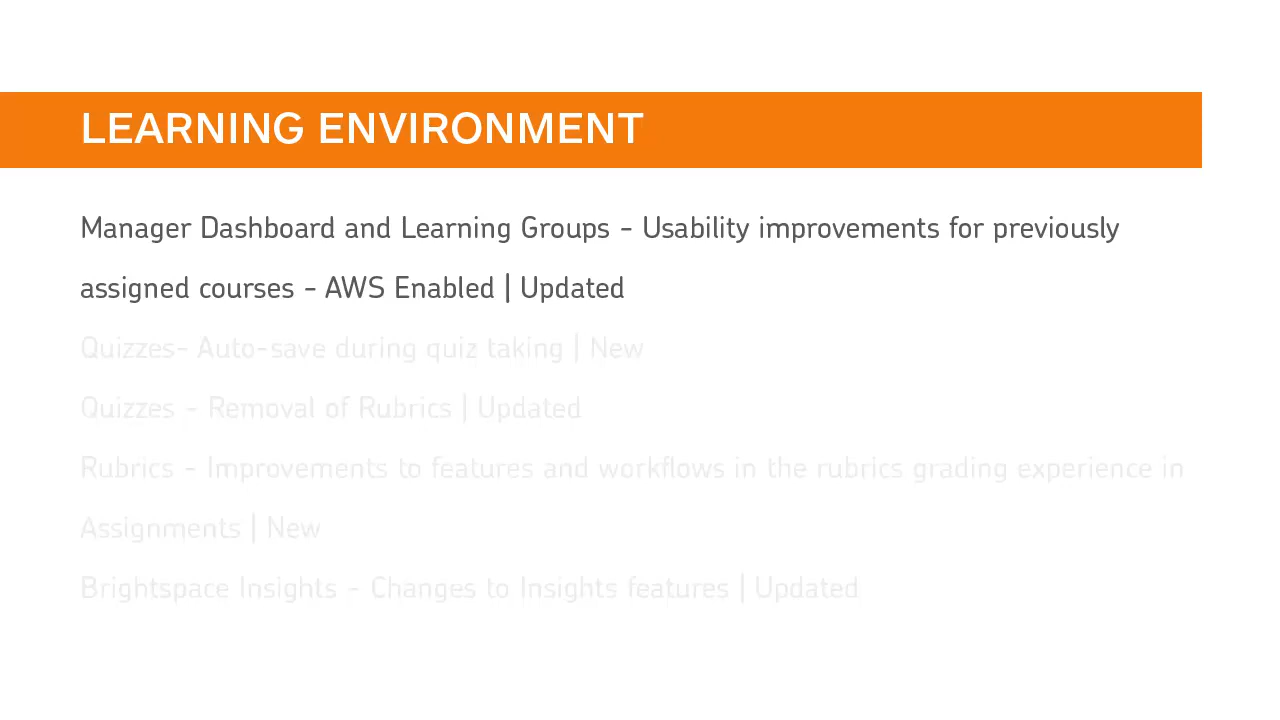 LEARNING ENVIRONMENT
Manager Dashboard and Learning Groups - Usability improvements for previously
assigned courses - AWS Enabled | Updated
Quizzes- Auto-save during quiz taking | New
Quizzes - Removal of Rubrics | Updated
Rubrics - Improvements to features and workflows in the rubrics grading experience in
Assignments | New
Brightspace Insights - Changes to Insights features | Updated